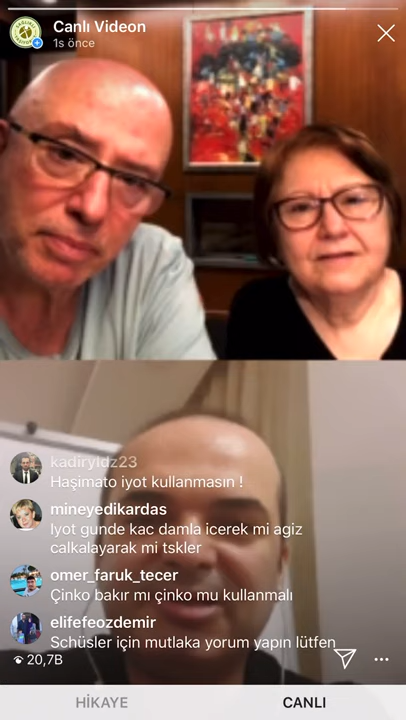 Canlı Videon
1s önce
kadiryldz23
Haşimato iyot kullanmasın !
mineyedikardas
Iyot gunde kac damla icerek mi agiz
calkalayarak mi tskler
omer_faruk_tecer
Çinko bakır mı çinko mu kullanmalı
elifefeozdemir
Schüsler için mutlaka yorum yapın lütfen
20,7B
HİKAYE
CANLI